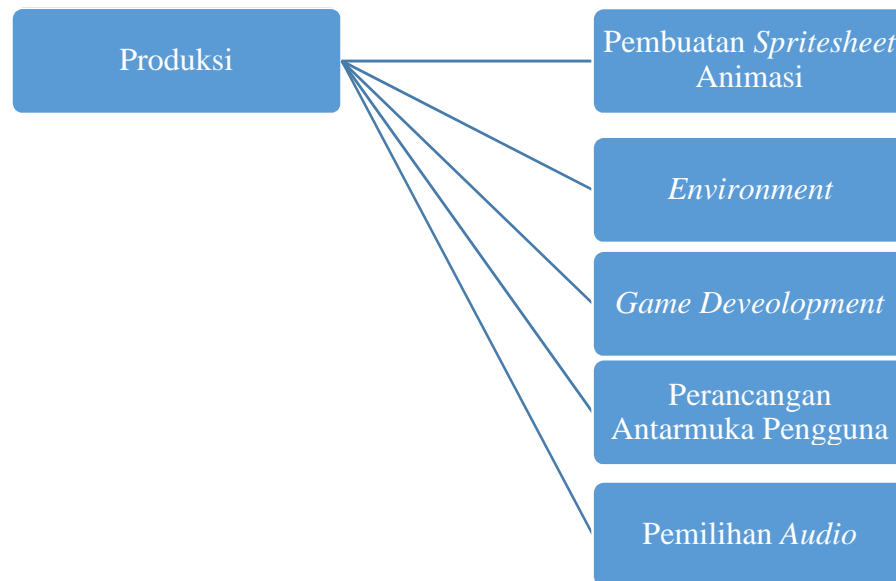 Produksi
Pembuatan Spritesheet
Animasi
Environment
Game Deveolopment
Perancangan
Antarmuka Pengguna
Pemilihan Audio